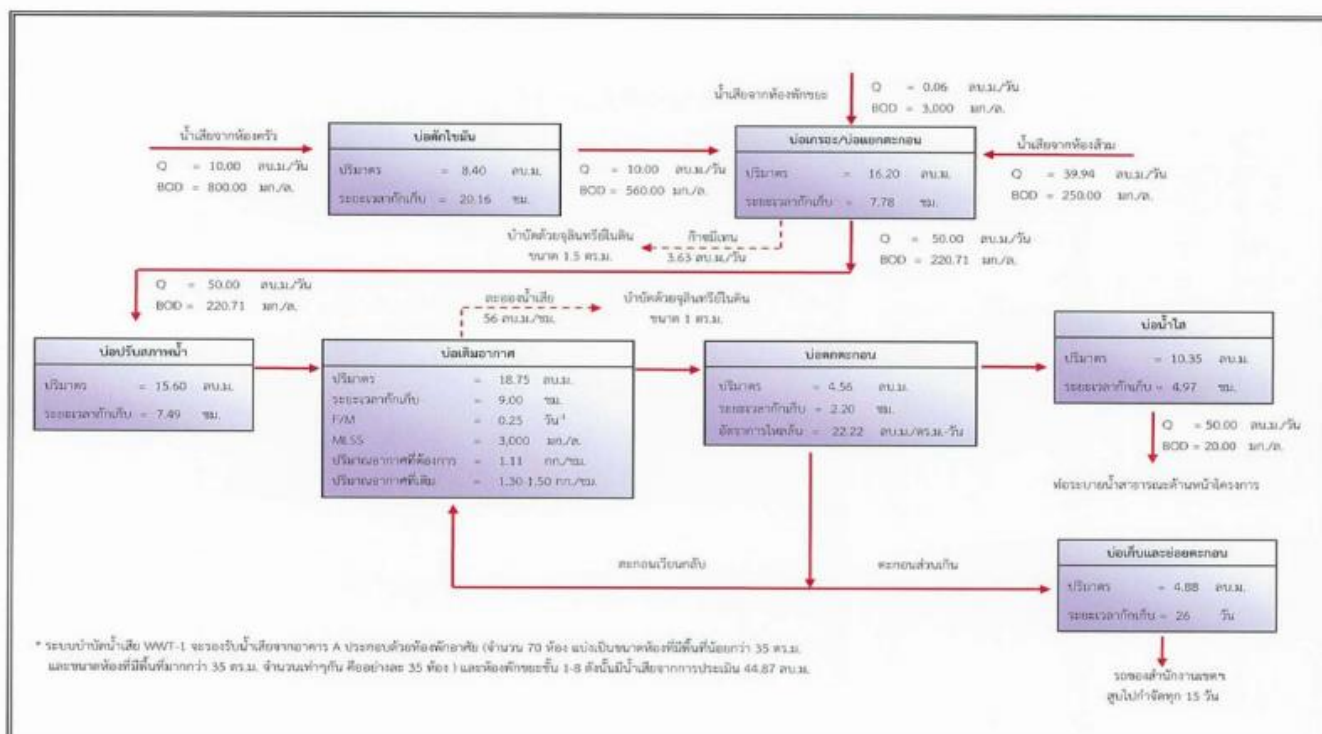 น้ำเสียจากห้องพักขยะ
Q = 0.06 ลบ.ม./วัน
BOD = 3,000 มก./ล.
น้ำเสียจากห้องครัว
Q = 10.00 ลบ.ม./วัน
BOD = 800.00 มก./ล.
บ่อดักไขมัน
ปริมาตร = 8.40 ลบ.ม.
ระยะเวลากักเก็บ = 20.16 ชม.
Q = 10.00 ลบ.ม./วัน
BOD = 560.00 มก./ล.
บ่อเกรอะ/บ่อแยกตะกอน
ปริมาตร = 16.20 ลบ.ม.
ระยะเวลากักเก็บ = 7.78 ชม.
น้ำเสียจากห้องส้วม
Q = 39.94 ลบ.ม./วัน
BOD = 250.00 มก./ล.
บำบัดด้วยจุลินทรีย์ในดิน
ขนาด 1.5 ตร.ม.
ก๊าซมีเทน
3.63 ลบ.ม./วัน
Q = 50.00 ลบ.ม./วัน
BOD = 220.71 มก./ล.
Q = 50.00 ลบ.ม./วัน
BOD = 220.71 มก./ล.
ละอองน้ำเสีย
56 ลบ.ม./ชม.
บำบัดด้วยจุลินทรีย์ในดิน
ขนาด 1 ตร.ม.
บ่อปรับสภาพน้ำ
ปริมาตร = 15.60 ลบ.ม.
ระยะเวลากักเก็บ = 7.49 ชม.
บ่อเติมอากาศ
ปริมาตร = 18.75 ลบ.ม.
ระยะเวลากักเก็บ = 9.00 ชม.
F/M = 0.25 วัน-1
MLSS = 3,000 มก./ล.
ปริมาณอากาศที่ต้องการ = 1.11 กก./ชม.
ปริมาณอากาศที่เติม = 1.30-1.50 กก./ชม.
บ่อตกตะกอน
ปริมาตร = 4.56 ลบ.ม.
ระยะเวลากักเก็บ = 2.20 ชม.
อัตราการไหลล้น = 22.22 ลบ.ม./ตร.ม.-วัน
บ่อน้ำใส
ปริมาตร = 10.35 ลบ.ม.
ระยะเวลากักเก็บ = 4.97 ชม.
Q = 50.00 ลบ.ม./วัน
BOD = 20.00 มก./ล.
ท่อระบายน้ำสาธารณะด้านหน้าโครงการ
ตะกอนเวียนกลับ
ตะกอนส่วนเกิน
บ่อเก็บและย่อยตะกอน
ปริมาตร = 4.88 ลบ.ม.
ระยะเวลากักเก็บ = 26 วัน
รถของสำนักงานเขตฯ
สูบไปกำจัดทุก 15 วัน
* ระบบบำบัดน้ำเสีย WWT-1 จะรองรับน้ำเสียจากอาคาร A ประกอบด้วยห้องพักอาศัย (จำนวน 70 ห้อง แบ่งเป็นขนาดห้องที่มีพื้นที่น้อยกว่า 35 ตร.ม.
และขนาดห้องที่มีพื้นที่มากกว่า 35 ตร.ม. จำนวนเท่าๆกัน คืออย่างละ 35 ห้อง ) และห้องพักขยะชั้น 1-8 ดังนั้นมีน้ำเสียจากการประเมิน 44.87 ลบ.ม.